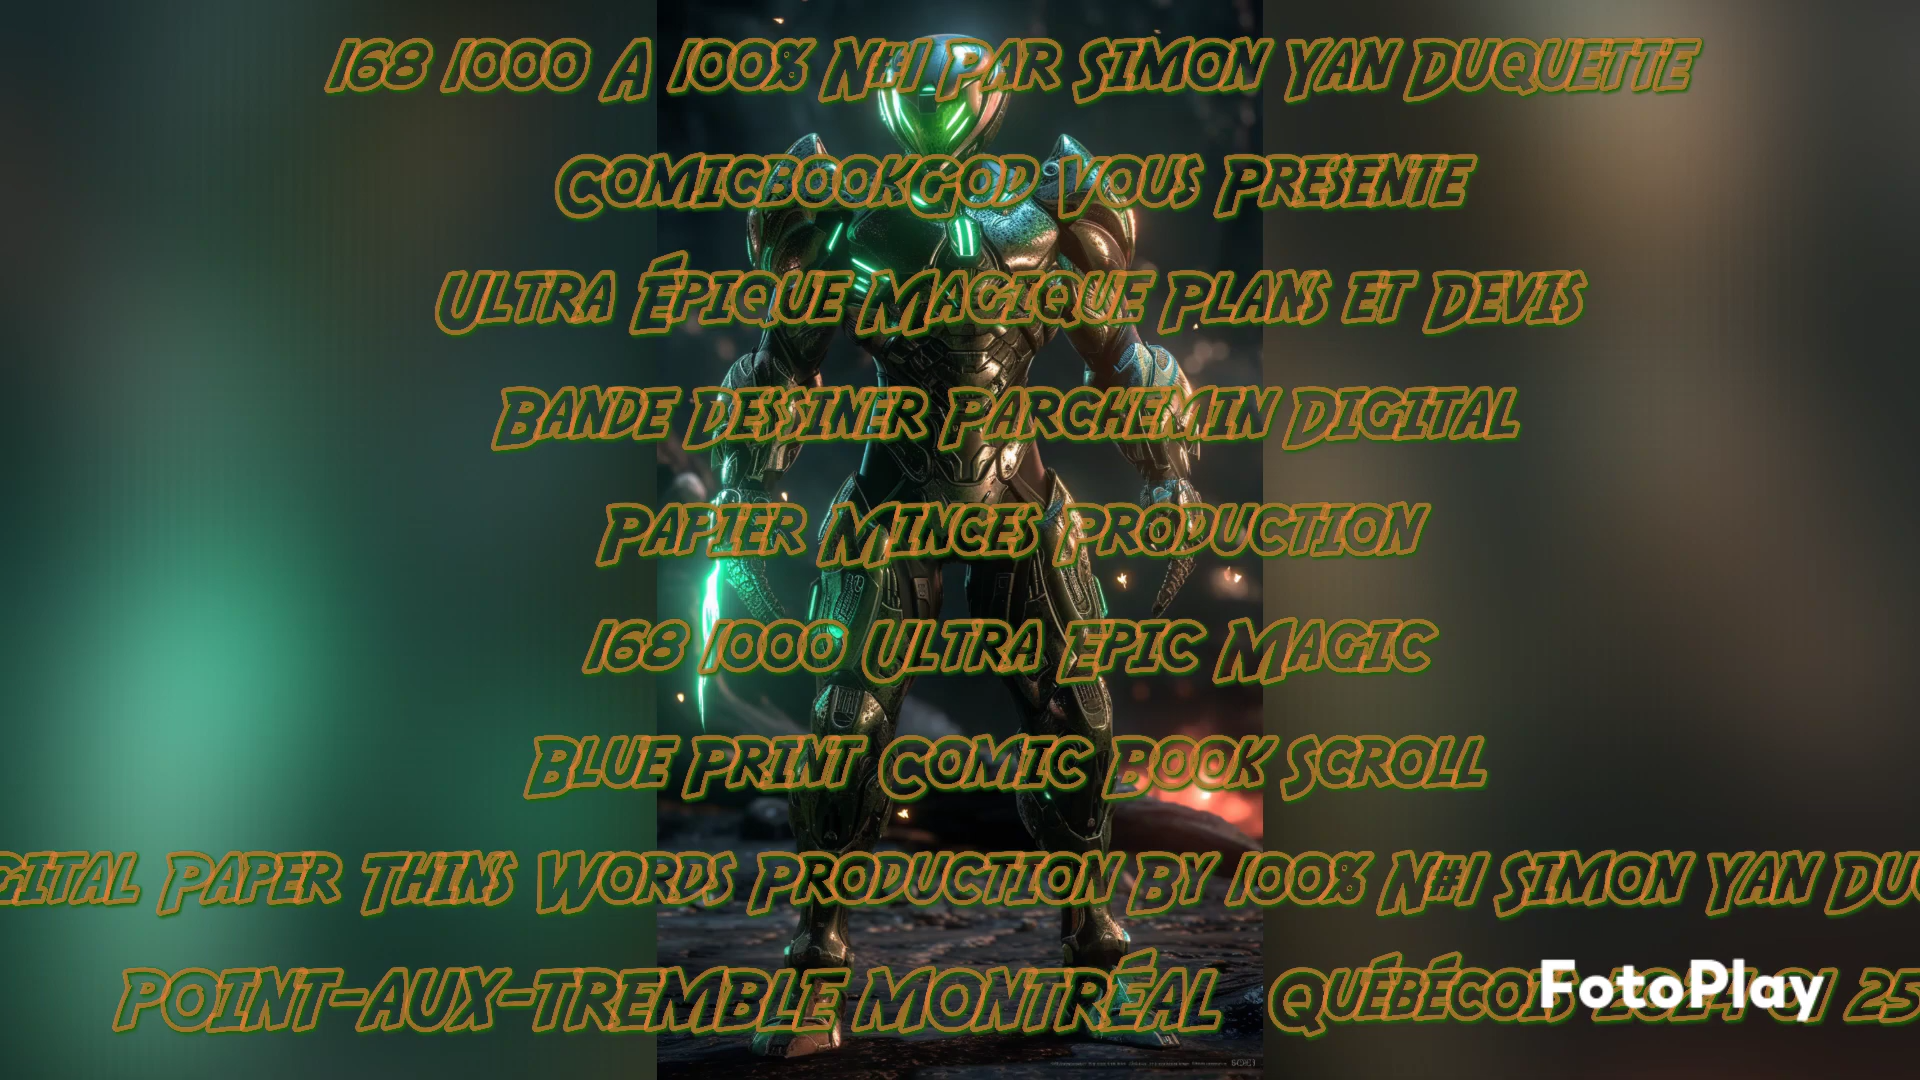 168 1000 A 100% N#1 Par Simon Yan Duquette
ComicbookGod Vous Presente
Ultra Épique Magique Plans et Devis
Bande Dessiner Parchemin Digital
Papier Minces Production
168 1000 Ultra Epic Magic
Blue Print Comic Book Scroll
gital Paper Thins Words Production By 100% N#1 Simon Yan Du
POINT-AUX-TREMBLE MONTRÉAL Québécois 25
FotoPlay